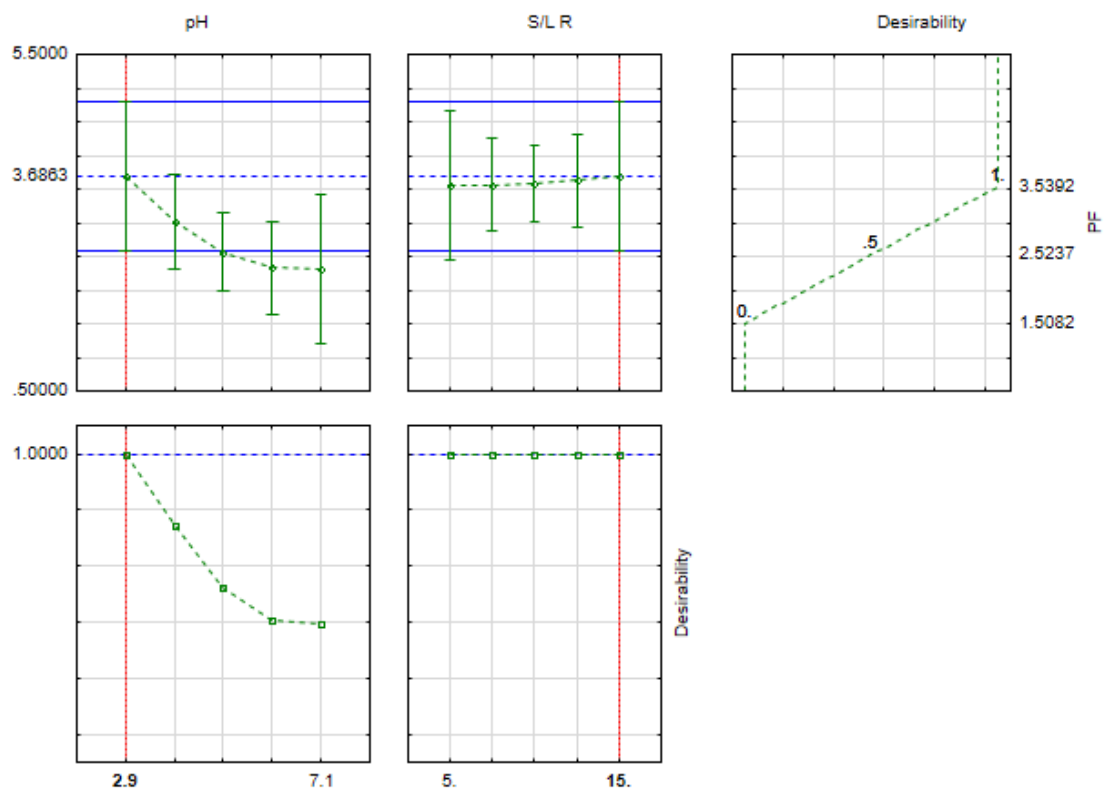 pH S/L R Desirability
5.5000
3.6863
.50000
1.
3.5392
.5
2.5237
0.
1.5082
PF
1.0000
Desirability
2.9 7.1 5. 15.